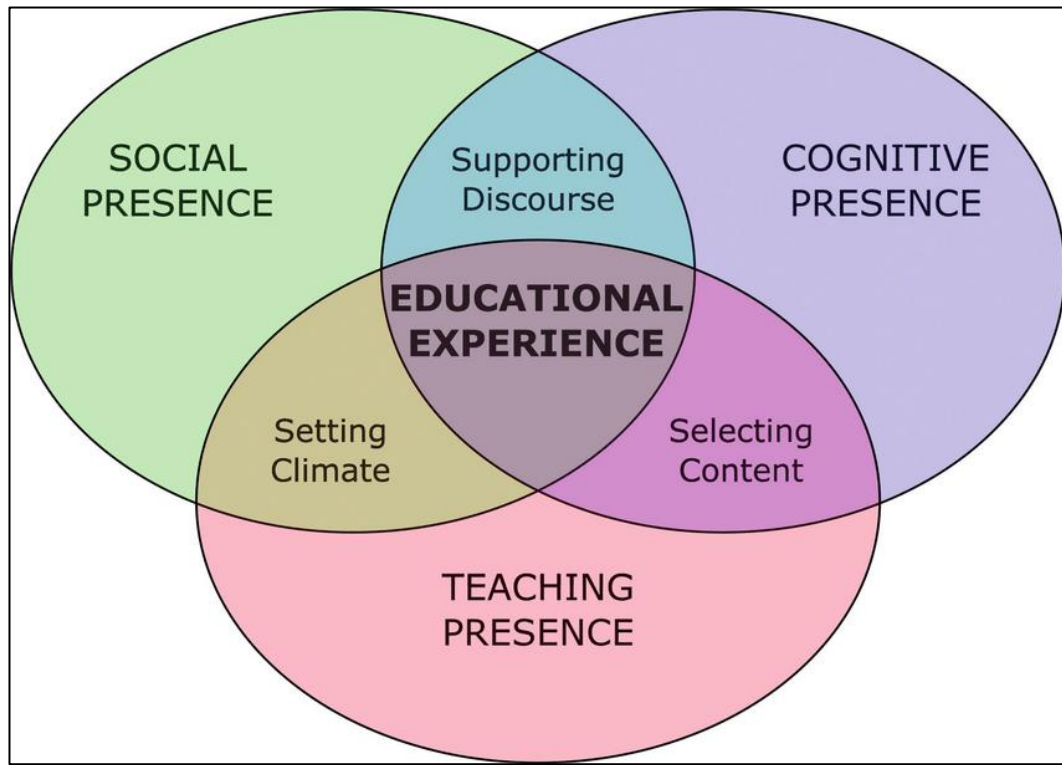 SOCIAL
PRESENCE
Supporting
Discourse
COGNITIVE
PRESENCE
EDUCATIONAL
EXPERIENCE
Setting
Climate
Selecting
Content
TEACHING
PRESENCE